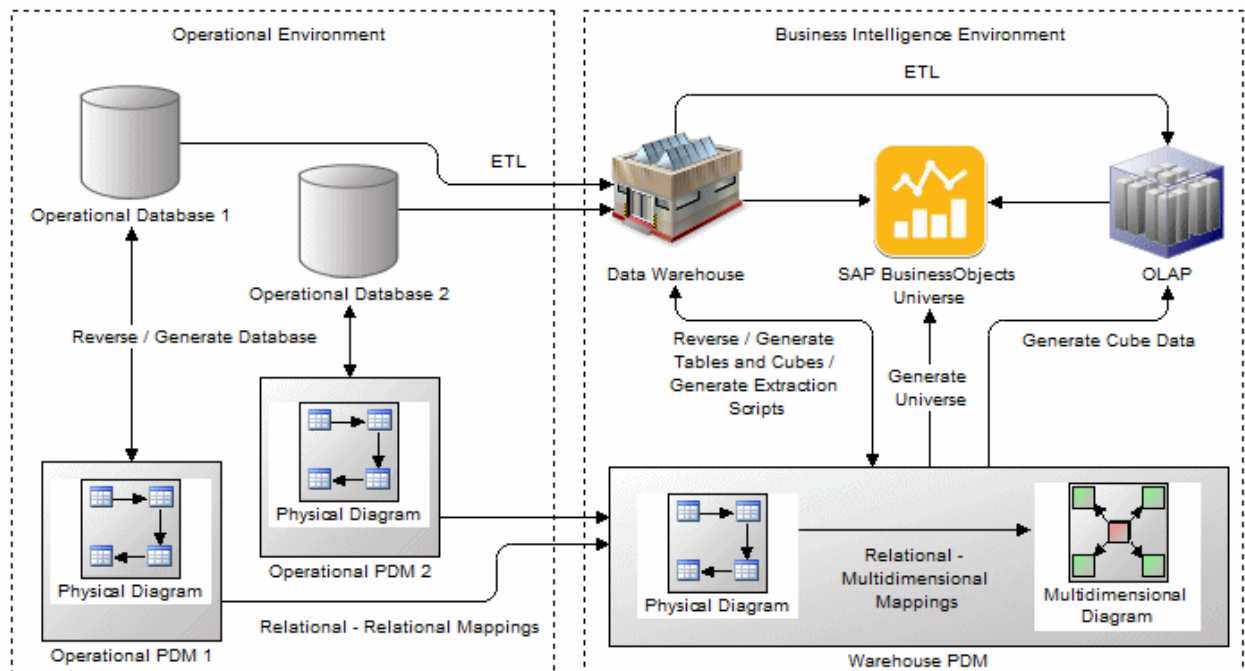 Operational Environment
Business Intelligence Environment
ETL
ETL
Operational Database 1
Operational Database 2
Data Warehouse
SAP BusinessObjects
Universe
OLAP
Reverse / Generate Database
Reverse / Generate
Tables and Cubes /
Generate Extraction
Scripts
Generate
Universe
Generate Cube Data
Physical Diagram
Operational PDM 2
Physical Diagram
Operational PDM 1
Relational - Relational Mappings
Physical Diagram
Relational -
Multidimensional
Mappings
Multidimensional
Diagram
Warehouse PDM